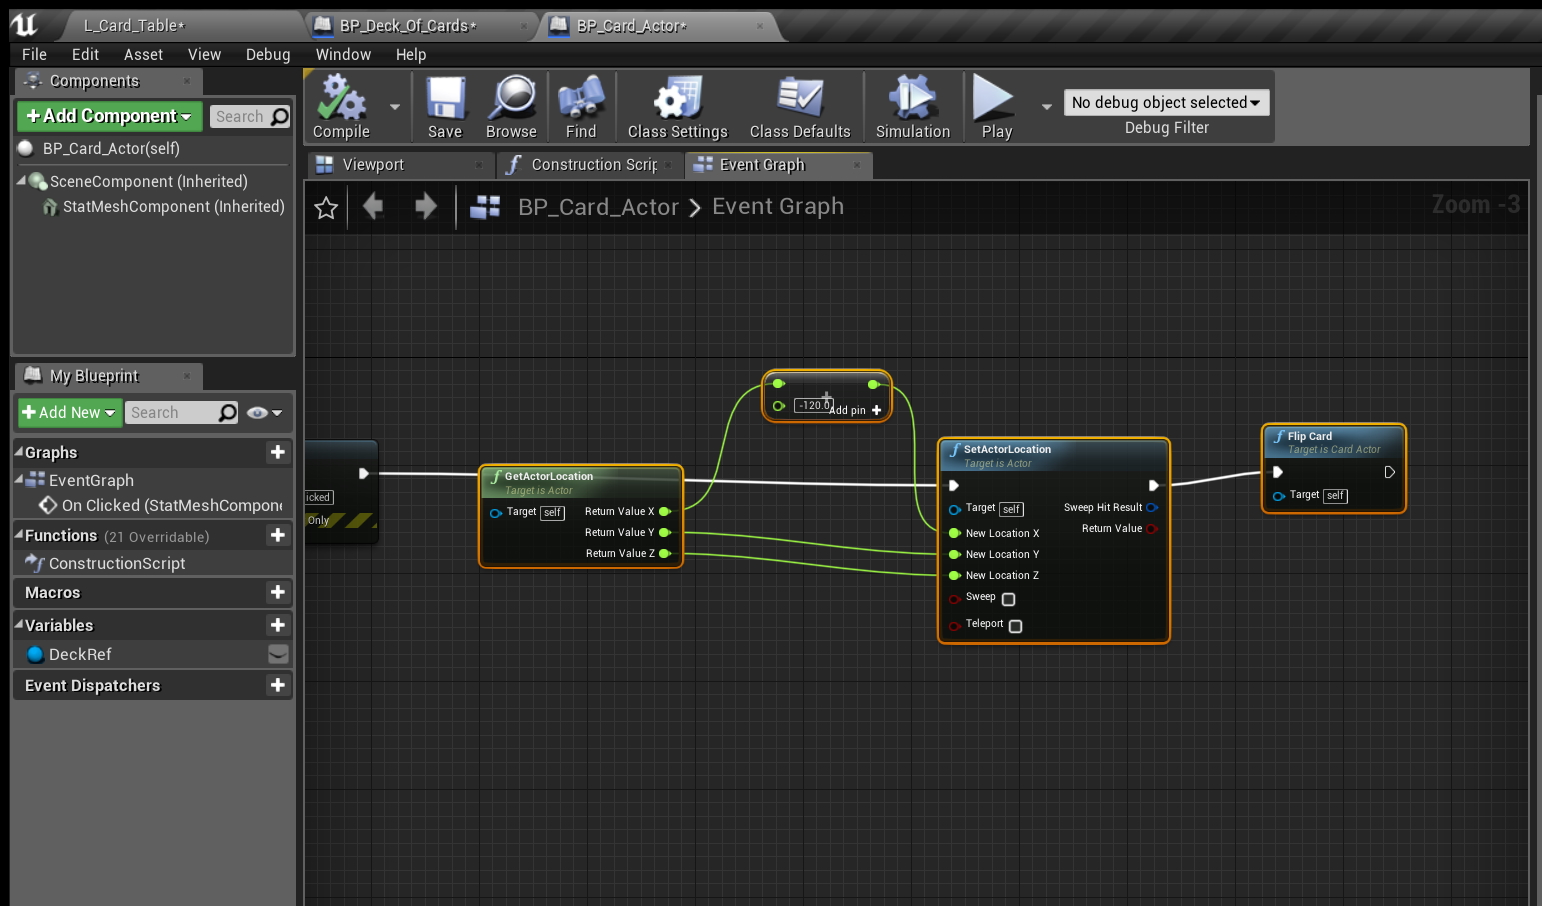 L_Card_Table*
BP_Deck_Of_Cards*
BP_Card_Actor*
File Edit Asset View Debug Window Help
Components
+Add Component
Search
BP_Card_Actor(self)
SceneComponent (Inherited)
StatMeshComponent (Inherited)
Compile
Save
Browse
Find
Class Settings
Class Defaults
Simulation
Play
No debug object selected
Debug Filter
Viewport
Construction Scrip
Event Graph
BP_Card_Actor > Event Graph
Zoom -3
My Blueprint
+Add New
Search
Graphs
EventGraph
On Clicked (StatMeshCompon
Functions (21 Overridable)
ConstructionScript
Macros
Variables
DeckRef
Event Dispatchers
icked
Only
GetActorLocation
Target is Actor
Target self
Return Value X
Return Value Y
Return Value Z
-120.0
Add pin +
SetActorLocation
Target is Actor
Target self
Sweep Hit Result
Return Value
New Location X
New Location Y
New Location Z
Sweep
Teleport
Flip Card
Target is Card Actor
Target self